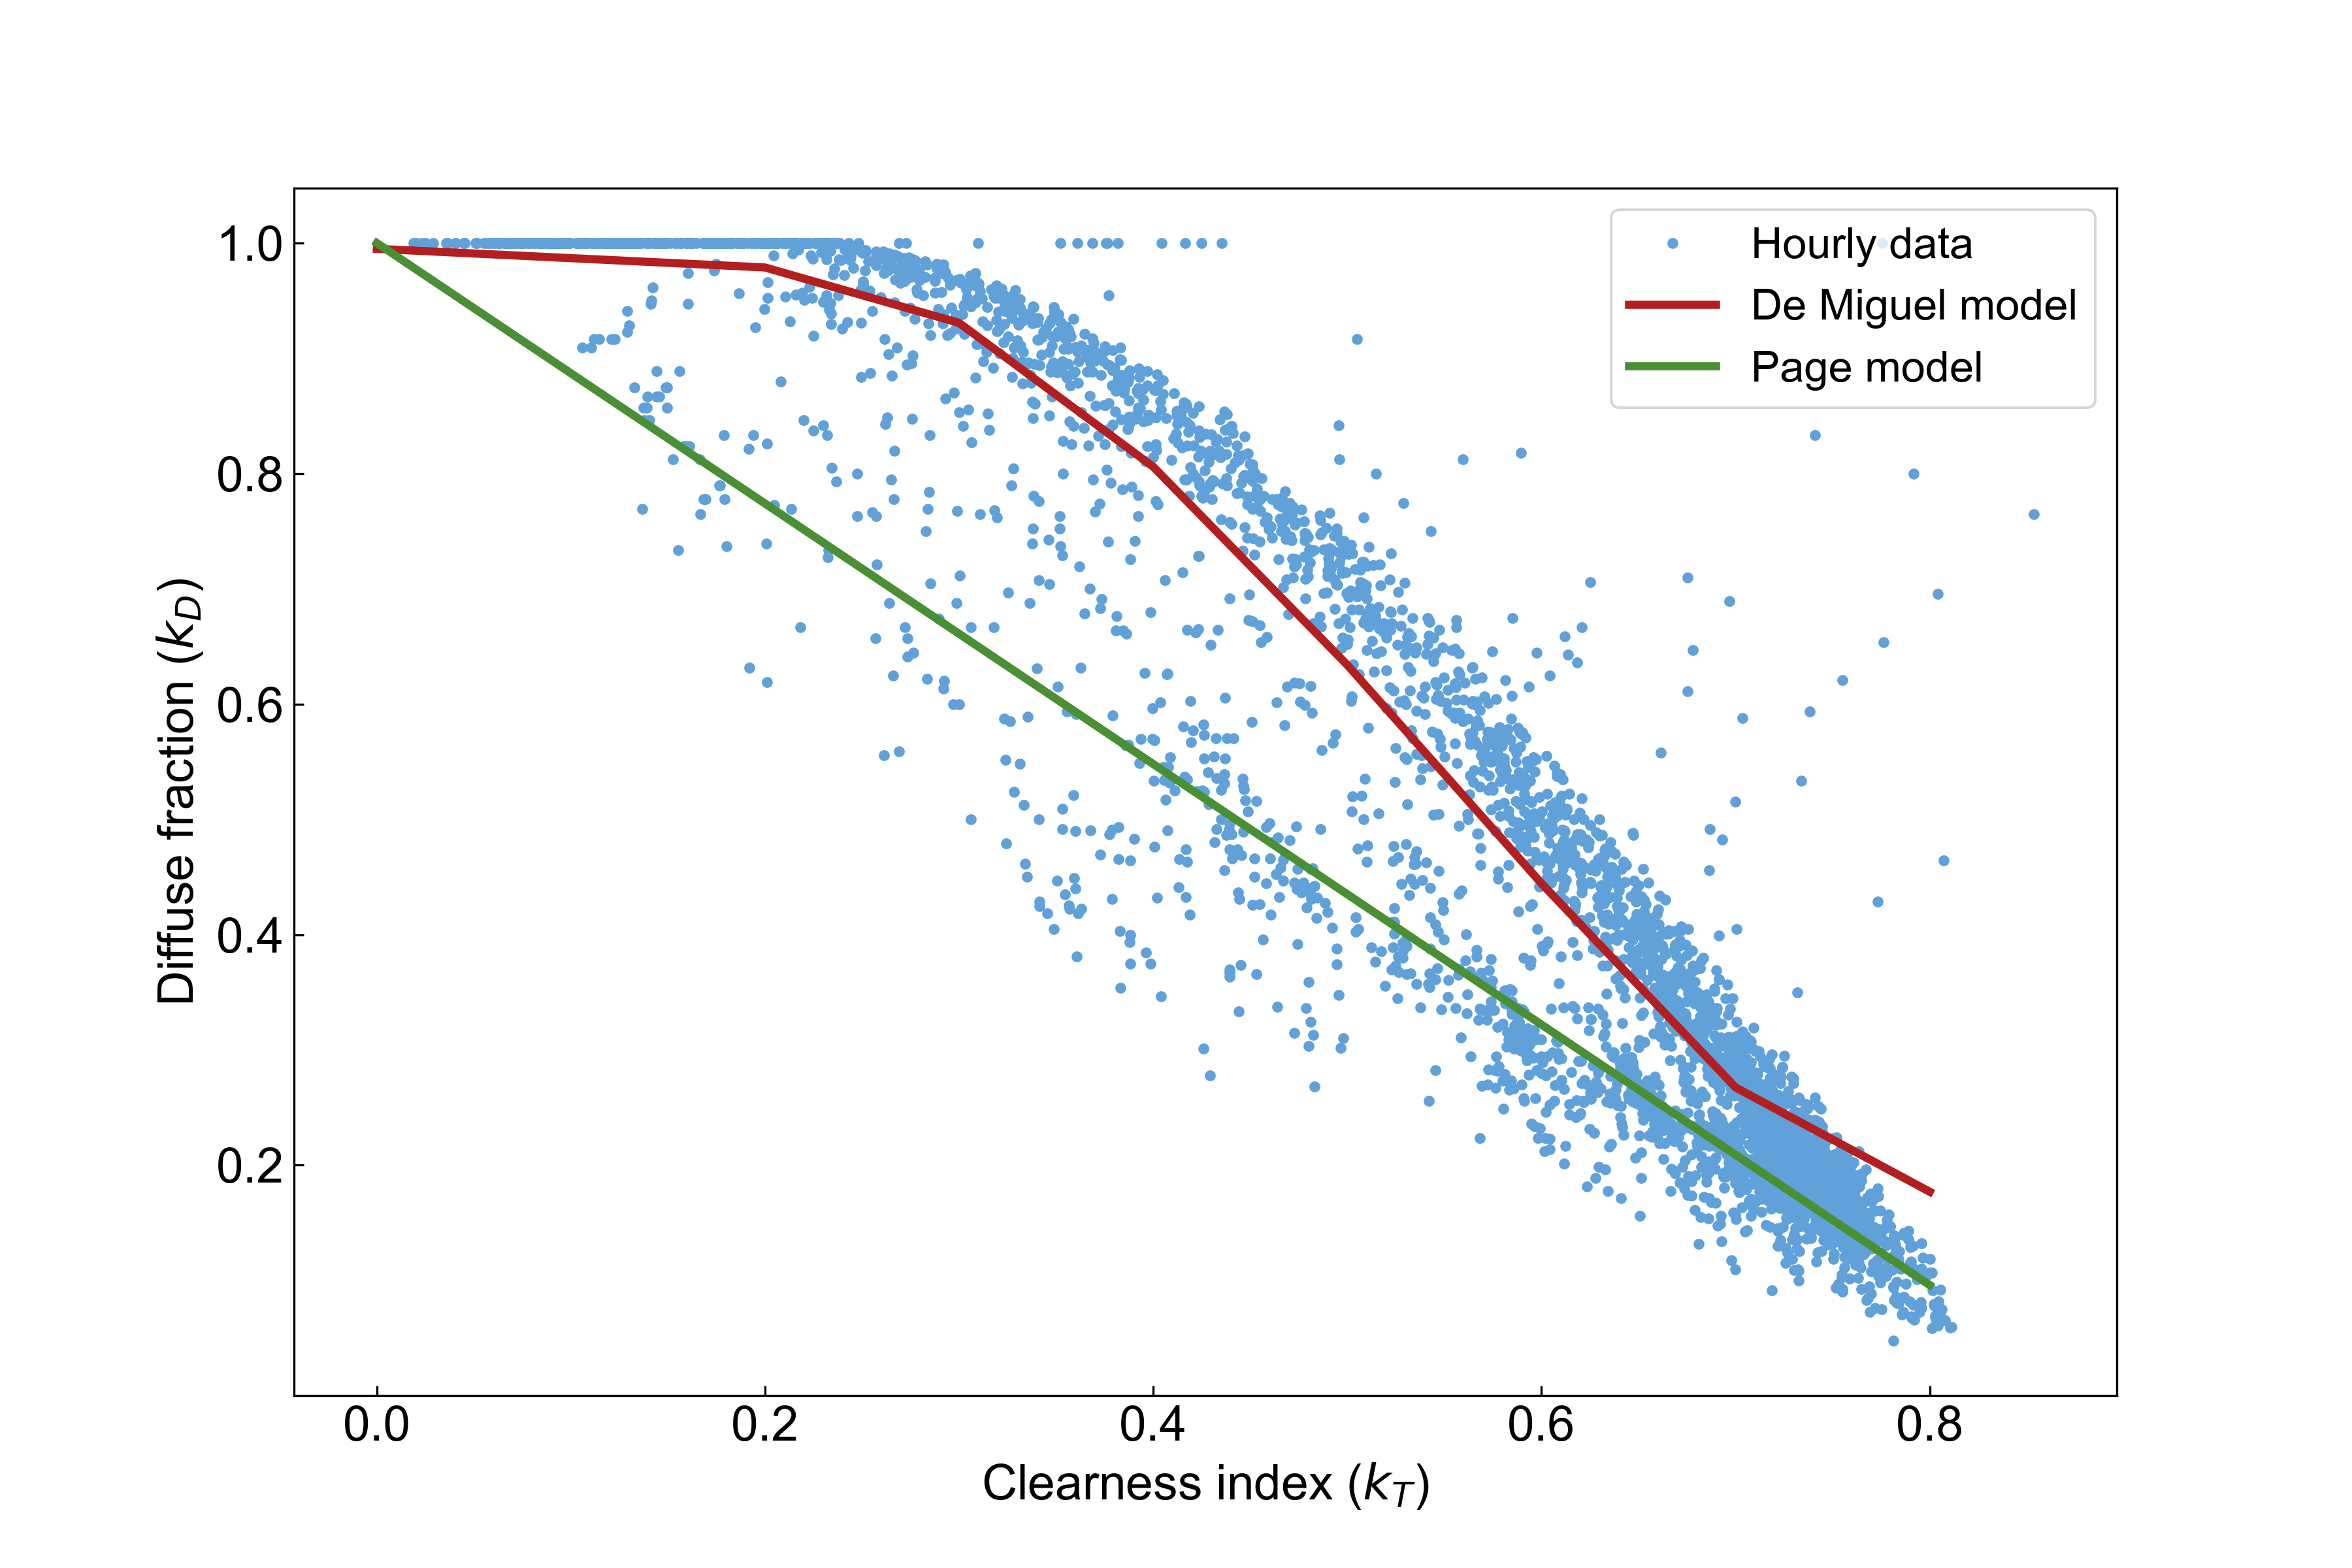 Hourly data
De Miguel model
Page model
1.0
0.8
0.6
0.4
0.2
Diffuse fraction (k_D)
0.0 0.2 0.4 0.6 0.8
Clearness index (k_T)